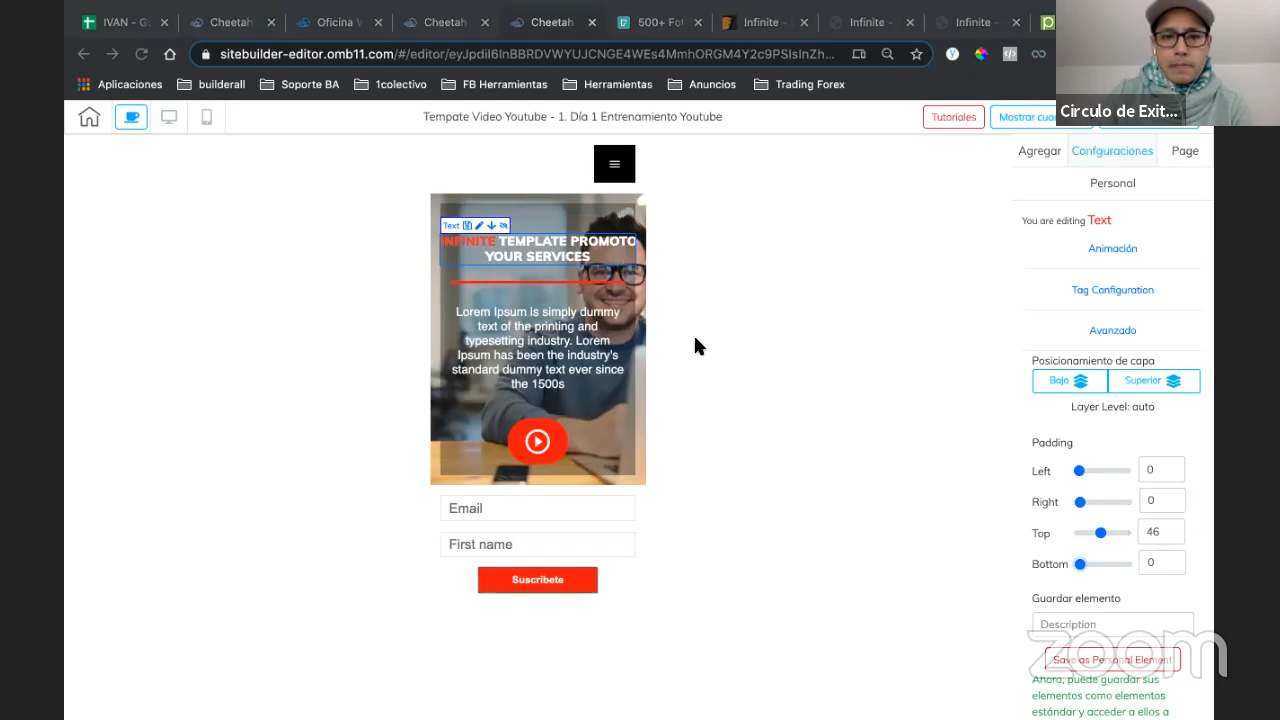 IVAN - G
Cheetah
Oficina V
Cheetah
Cheetah
500+ Fot
Infinite -
Infinite -
Infinite -
sitebuilder-editor.omb11.com/#/editor/eyJpdiI6InBBRDVWYUJCNGE4WEs4MmhORGM4Y2c9PSIsInZh...
Aplicaciones
builderall
Soporte BA
1colectivo
FB Herramientas
Herramientas
Anuncios
Trading Forex
Circulo de Exit...
Tempate Video Youtube - 1. Día 1 Entrenamiento Youtube
Tutoriales
Mostrar cua
Agregar
Confguraciones
Page
Personal
You are editing Text
Animación
Tag Configuration
Avanzado
Posicionamiento de capa
Bajo
Superior
Layer Level: auto
Padding
Left 0
Right 0
Top 46
Bottom 0
Guardar elemento
Description
Save as Personal Element
Ahora, puede guardar sus
elementos como elementos
estándar y acceder a ellos a
zoom
Text
INFINITE TEMPLATE PROMOTO
YOUR SERVICES
Lorem Ipsum is simply dummy
text of the printing and
typesetting industry. Lorem
Ipsum has been the industry's
standard dummy text ever since
the 1500s
Email
First name
Suscribete